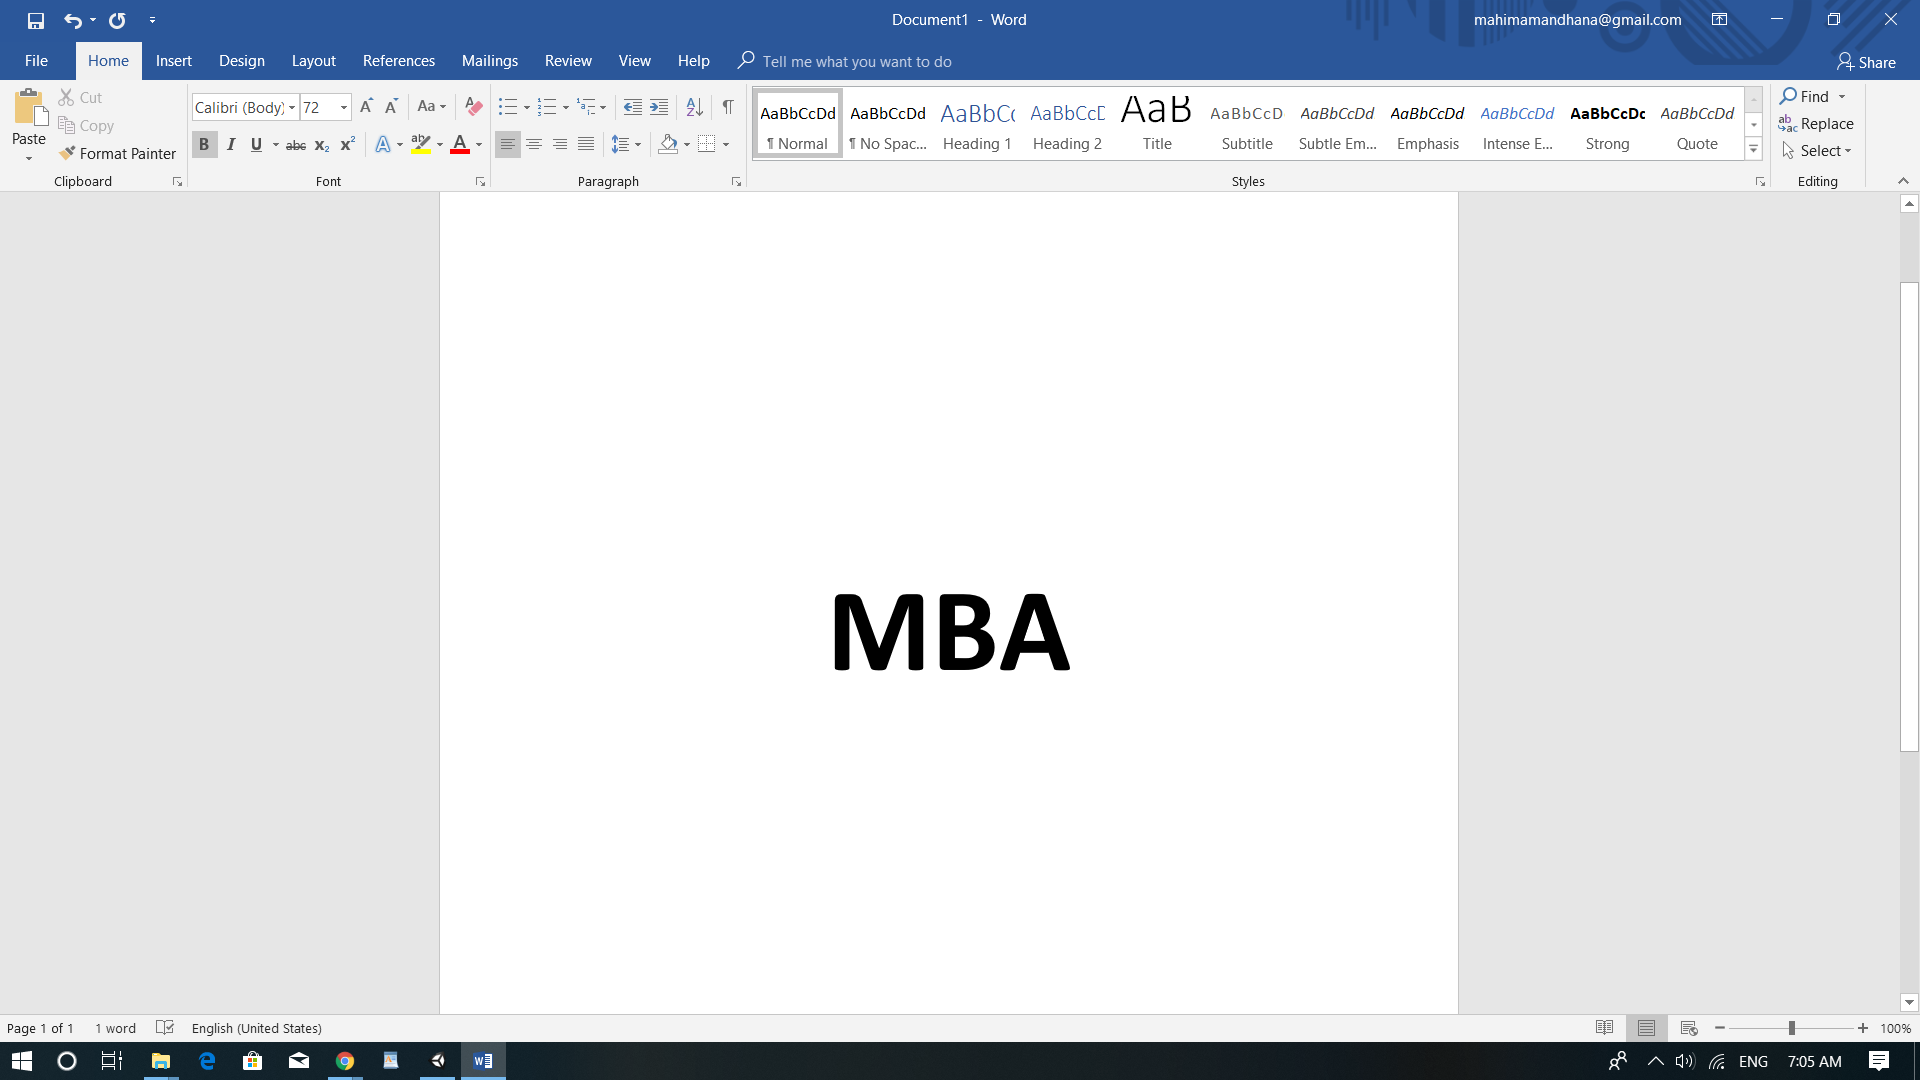 Document1 - Word
mahimamandhana@gmail.com
File Home Insert Design Layout References Mailings Review View Help Tell me what you want to do Share
Paste
Cut
Copy
Format Painter
Clipboard
Calibri (Body) 72
Font
Paragraph
AaBbCcDd AaBbCcDd AaBbCc AaBbCcD AaB AaBbCcD AaBbCcDd AaBbCcDd AaBbCcDd AaBbCcDc AaBbCcDd
¶ Normal ¶ No Spac... Heading 1 Heading 2 Title Subtitle Subtle Em... Emphasis Intense E... Strong Quote
Styles
Find
Replace
Select
Editing
MBA
Page 1 of 1 1 word English (United States) 100%
ENG 7:05 AM